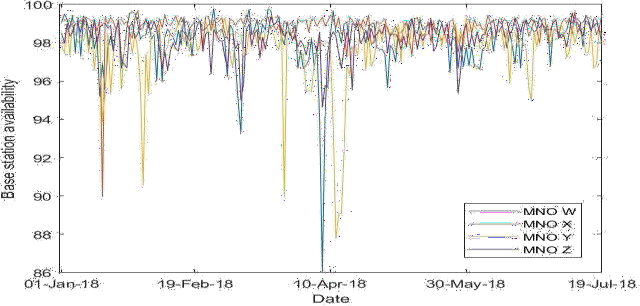 100
98
96
94
92
90
88
86
Base station availability
01-Jan-18 19-Feb-18 10-Apr-18 30-May-18 19-Jul-18
Date
MNO W
MNO X
MNO Y
MNO Z